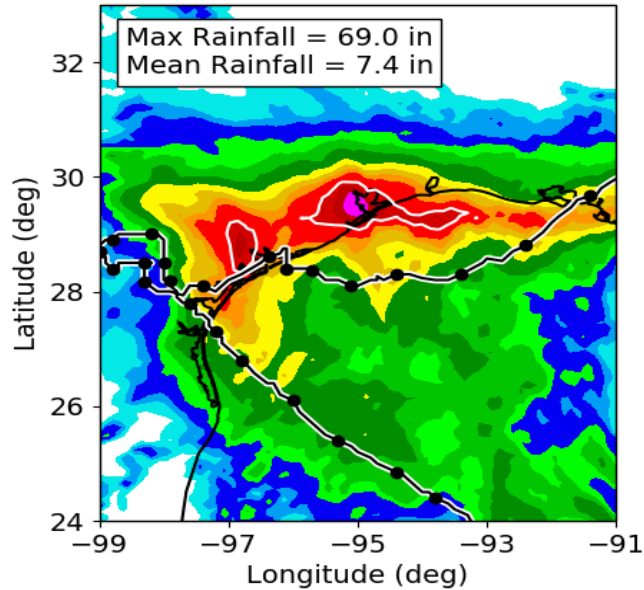 Max Rainfall = 69.0 in
Mean Rainfall = 7.4 in
32
30
28
26
24
Latitude (deg)
−99
−97
−95
−93
−91
Longitude (deg)